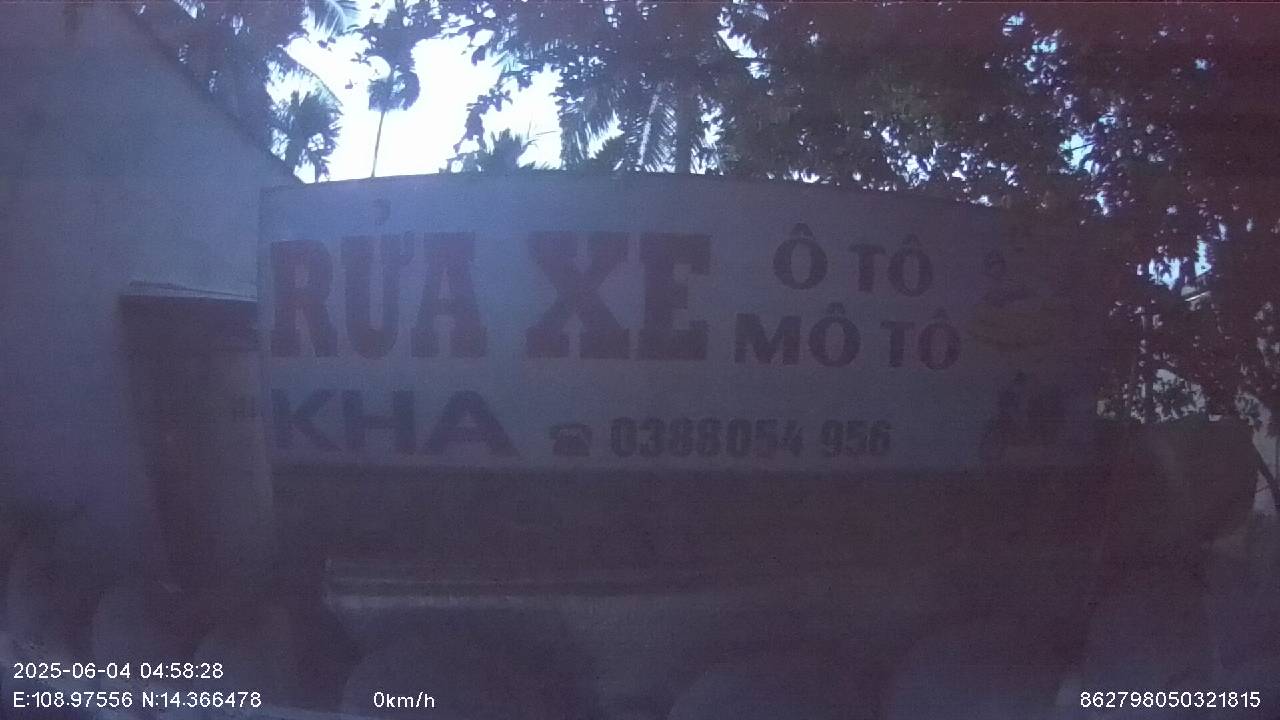 RỬA XE Ô TÔ
MÔ TÔ
KHA ☎ 0388054 956
2025-06-04 04:58:28
E:108.97556 N:14.366478 0km/h 862798050321815